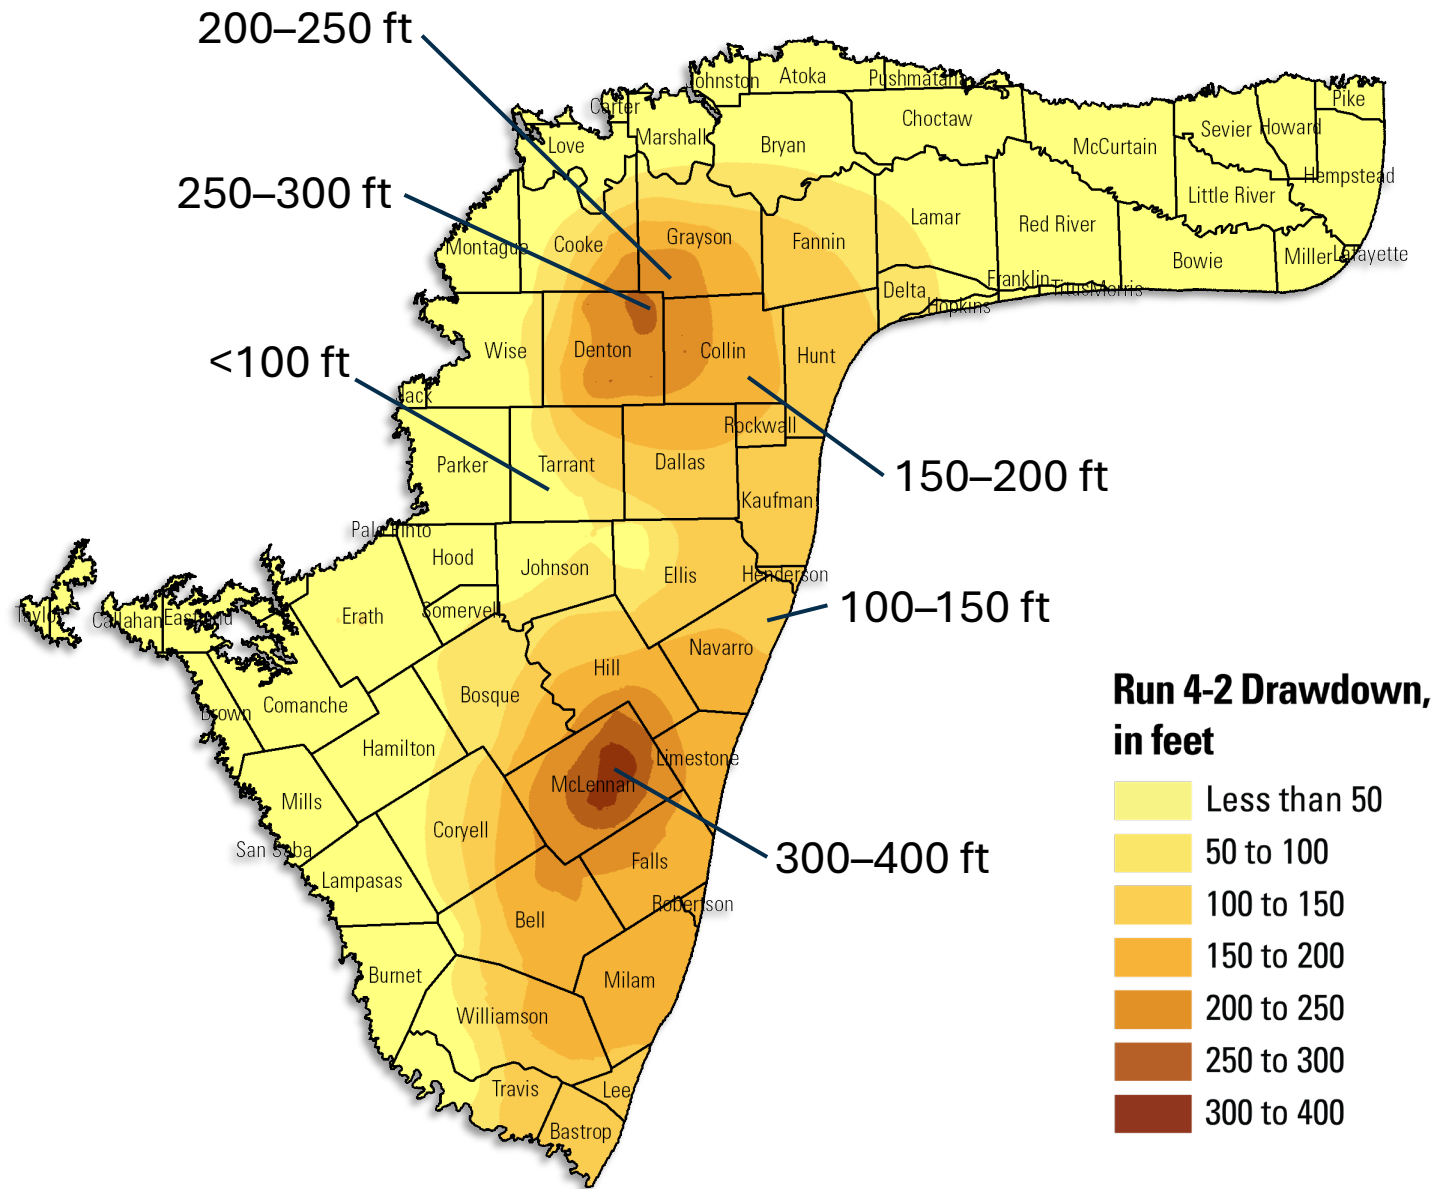 200–250 ft
Johnston
Atoka
Pushmataha
Pike
Carter
Choctaw
Sevier
Howard
Love
Marshall
Bryan
McCurtain
Hempstead
250–300 ft
Little River
Lamar
Red River
Montague
Cooke
Grayson
Fannin
Bowie
Miller
Lafayette
Delta
Franklin
Titus
Morris
Hopkins
<100 ft
Wise
Denton
Collin
Hunt
Jack
Rockwall
Parker
Tarrant
Dallas
150–200 ft
Kaufman
Palo Pinto
Hood
Johnson
Ellis
Henderson
Taylor
Callahan
Eastland
Erath
Somervell
100–150 ft
Navarro
Hill
Bosque
Comanche
Brown
Run 4-2 Drawdown,
in feet
Hamilton
Limestone
McLennan
Mills
Less than 50
Coryell
San Saba
50 to 100
300–400 ft
Falls
Lampasas
100 to 150
Robertson
Bell
150 to 200
Burnet
Milam
200 to 250
Williamson
250 to 300
Travis
Lee
300 to 400
Bastrop